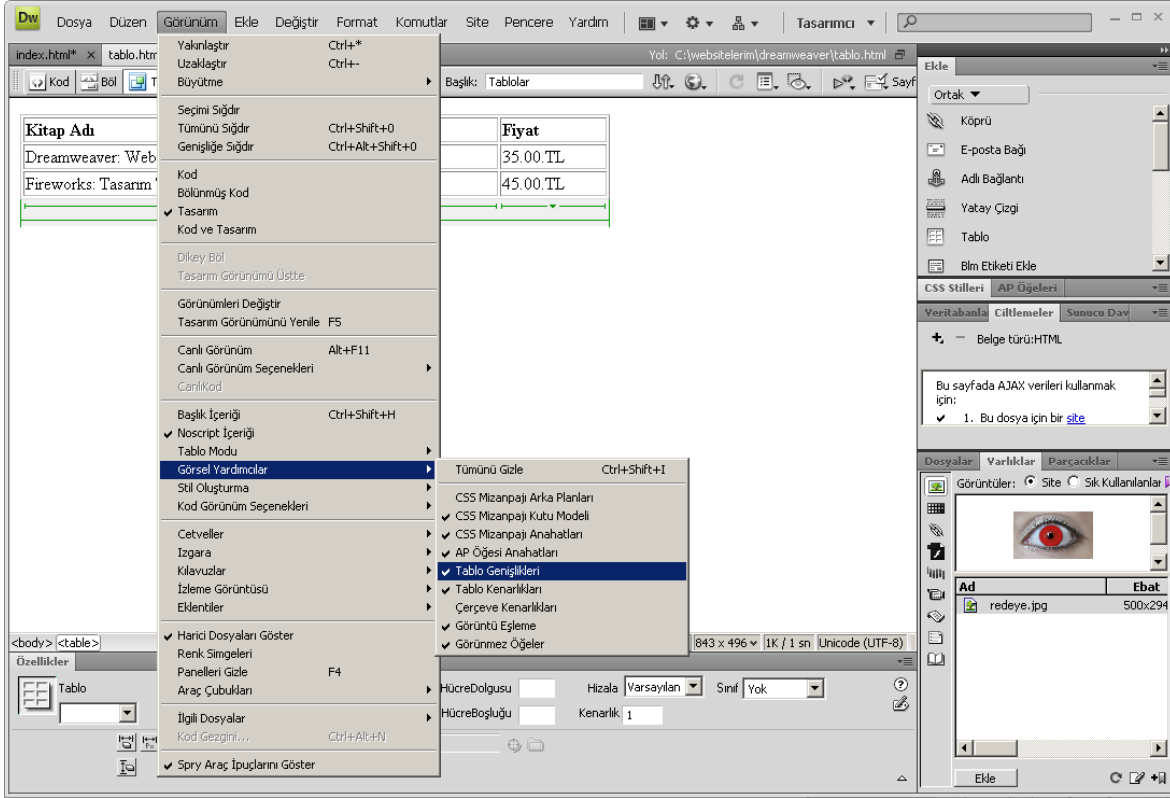 Dw Dosya Düzen Görünüm Ekle Değiştir Format Komutlar Site Pencere Yardım Tasarımcı
index.html* tablo.htm Yol: C:\websitelerim\dreamweaver\tablo.html
Kod Böl T Başlık: Tablolar Sayf
Kitap Adı Fiyat
Dreamweaver: Web 35.00.TL
Fireworks: Tasarım 45.00.TL
Yakınlaştır Ctrl+*
Uzaklaştır Ctrl+-
Büyütme
Seçimi Sığdır
Tümünü Sığdır Ctrl+Shift+0
Genişliğe Sığdır Ctrl+Alt+Shift+0
Kod
Bölünmüş Kod
Tasarım
Kod ve Tasarım
Dikey Böl
Tasarım Görünümü Üstte
Görünümleri Değiştir
Tasarım Görünümünü Yenile F5
Canlı Görünüm Alt+F11
Canlı Görünüm Seçenekleri
CanlıKod
Başlık İçeriği Ctrl+Shift+H
Noscript İçeriği
Tablo Modu
Görsel Yardımcılar
Stil Oluşturma
Kod Görünüm Seçenekleri
Cetveller
Izgara
Kılavuzlar
İzleme Görüntüsü
Eklentiler
Harici Dosyaları Göster
Renk Simgeleri
Panelleri Gizle F4
Araç Çubukları
İlgili Dosyalar
Kod Gezgini... Ctrl+Alt+N
Spry Araç İpuçlarını Göster
Tümünü Gizle Ctrl+Shift+I
CSS Mizanpajı Arka Planları
CSS Mizanpajı Kutu Modeli
CSS Mizanpajı Anahatları
AP Öğesi Anahatları
Tablo Genişlikleri
Tablo Kenarlıkları
Çerçeve Kenarlıkları
Görüntü Eşleme
Görünmez Öğeler
<body> <table> 843 x 496 1K / 1 sn Unicode (UTF-8)
Özellikler
Tablo
HücreDolgusu Hizala Varsayılan Sınıf Yok
HücreBoşluğu Kenarlık 1
Ekle
Ortak
Köprü
E-posta Bağı
Adlı Bağlantı
Yatay Çizgi
Tablo
Blm Etiketi Ekle
CSS Stilleri AP Öğeleri
Veritabanla Ciltlemeler Sunucu Dav
Belge türü:HTML
Bu sayfada AJAX verileri kullanmak
için:
1. Bu dosya için bir site
Dosyalar Varlıklar Parçacıklar
Görüntüler: Site Sık Kullanılanlar
Ad Ebat
redeye.jpg 500x294
Ekle